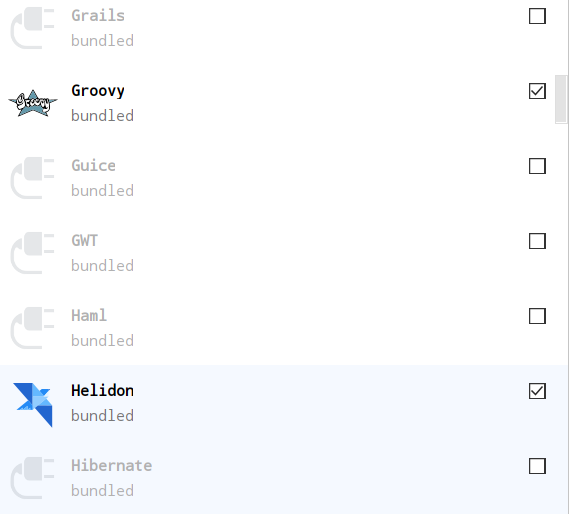 Grails
bundled
Groovy
Groovy
bundled
Guice
bundled
GWT
bundled
Haml
bundled
Helidon
bundled
Hibernate
bundled